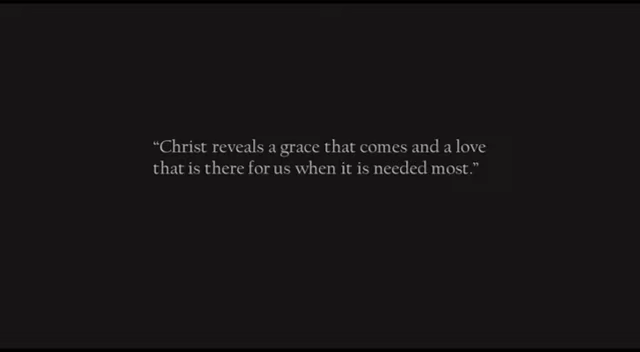 “Christ reveals a grace that comes and a love
that is there for us when it is needed most.”